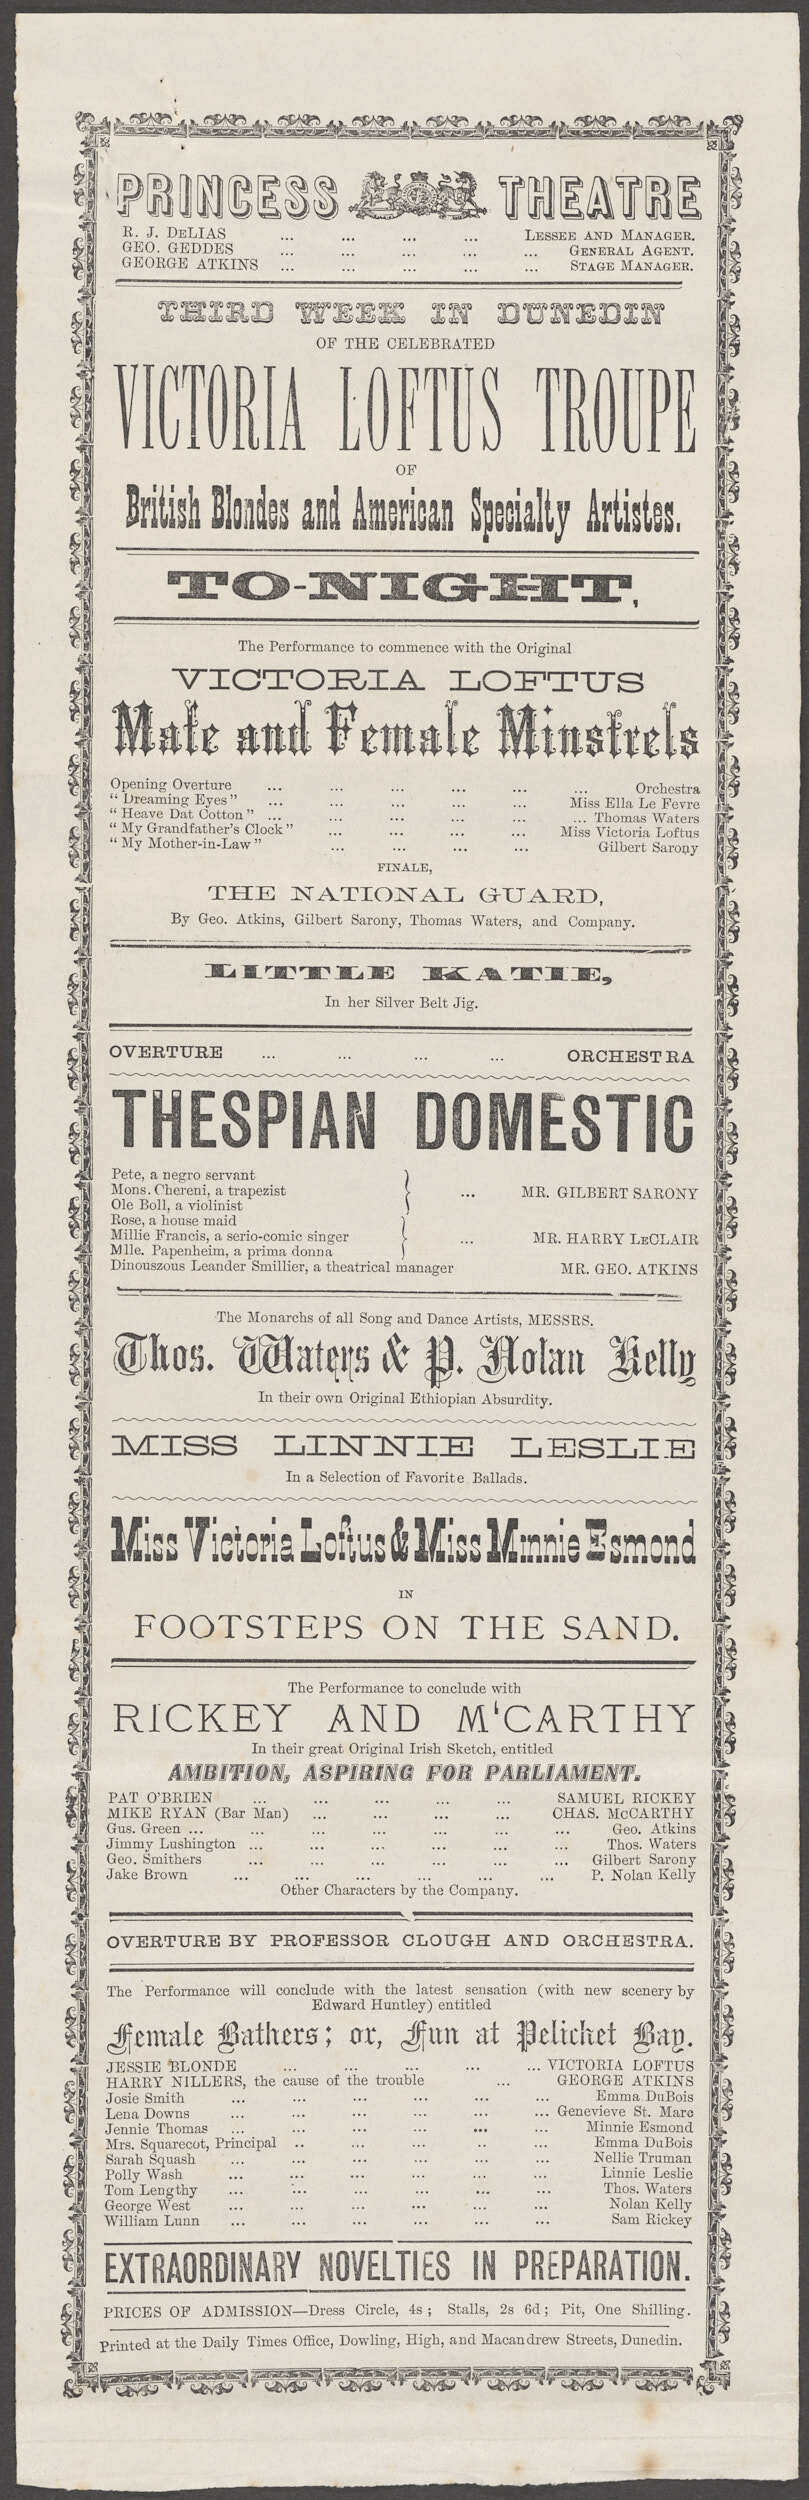 PRINCESS THEATRE
R. J. DELIAS ... ... ... ... LESSEE AND MANAGER.
GEO. GEDDES ... ... ... ... ... GENERAL AGENT.
GEORGE ATKINS ... ... ... ... ... STAGE MANAGER.
THIRD WEEK IN DUNEDIN
OF THE CELEBRATED
VICTORIA LOFTUS TROUPE
OF
British Blondes and American Specialty Artistes.
TO-NIGHT,
The Performance to commence with the Original
VICTORIA LOFTUS
Male and Female Minstrels
Opening Overture ... ... ... ... ... ... Orchestra
"Dreaming Eyes" ... ... ... ... ... Miss Ella Le Fevre
"Heave Dat Cotton" ... ... ... ... ... ... Thomas Waters
"My Grandfather's Clock" ... ... ... ... Miss Victoria Loftus
"My Mother-in-Law" ... ... ... ... Gilbert Sarony
FINALE,
THE NATIONAL GUARD,
By Geo. Atkins, Gilbert Sarony, Thomas Waters, and Company.
LITTLE KATIE,
In her Silver Belt Jig.
OVERTURE ... ... ... ... ORCHESTRA
THESPIAN DOMESTIC
Pete, a negro servant
Mons. Chereni, a trapezist ... MR. GILBERT SARONY
Ole Boll, a violinist
Rose, a house maid
Millie Francis, a serio-comic singer ... MR. HARRY LECLAIR
Mlle. Papenheim, a prima donna
Dinouszous Leander Smillier, a theatrical manager MR. GEO. ATKINS
The Monarchs of all Song and Dance Artists, MESSRS.
Thos. Waters & P. Nolan Kelly
In their own Original Ethiopian Absurdity.
MISS LINNIE LESLIE
In a Selection of Favorite Ballads.
Miss Victoria Loftus & Miss Minnie Esmond
IN
FOOTSTEPS ON THE SAND.
The Performance to conclude with
RICKEY AND M'CARTHY
In their great Original Irish Sketch, entitled
AMBITION, ASPIRING FOR PARLIAMENT.
PAT O'BRIEN ... ... ... ... ... SAMUEL RICKEY
MIKE RYAN (Bar Man) ... ... ... ... CHAS. MCCARTHY
Gus. Green ... ... ... ... ... ... ... Geo. Atkins
Jimmy Lushington ... ... ... ... ... ... Thos. Waters
Geo. Smithers ... ... ... ... ... ... Gilbert Sarony
Jake Brown ... ... ... ... ... ... P. Nolan Kelly
Other Characters by the Company.
OVERTURE BY PROFESSOR CLOUGH AND ORCHESTRA.
The Performance will conclude with the latest sensation (with new scenery by
Edward Huntley) entitled
Female Bathers; or, Fun at Pelichet Bay.
JESSIE BLONDE ... ... ... ... ... VICTORIA LOFTUS
HARRY NILLERS, the cause of the trouble ... GEORGE ATKINS
Josie Smith ... ... ... ... ... ... Emma DuBois
Lena Downs ... ... ... ... ... ... Genevieve St. Marc
Jennie Thomas ... ... ... ... ... ... Minnie Esmond
Mrs. Squarecot, Principal .. ... ... .. ... Emma DuBois
Sarah Squash ... ... ... ... ... ... Nellie Truman
Polly Wash ... ... ... ... ... ... Linnie Leslie
Tom Lengthy ... ... ... ... ... ... Thos. Waters
George West ... ... ... ... ... ... Nolan Kelly
William Lunn ... ... ... ... ... ... Sam Rickey
EXTRAORDINARY NOVELTIES IN PREPARATION.
PRICES OF ADMISSION—Dress Circle, 4s; Stalls, 2s 6d; Pit, One Shilling.
Printed at the Daily Times Office, Dowling, High, and Macandrew Streets, Dunedin.